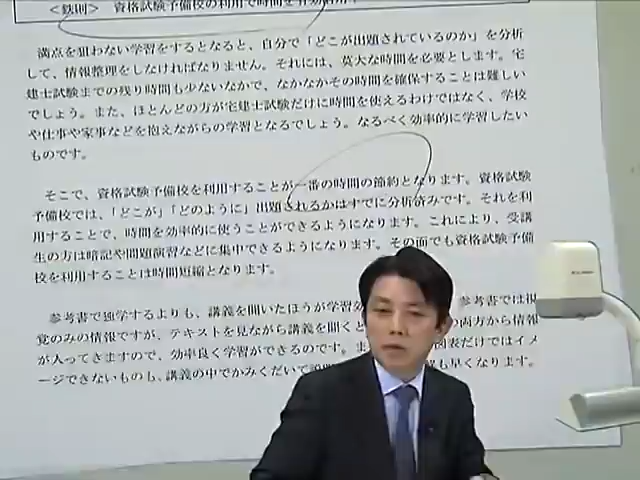 ＜鉄則＞　資格試験予備校の利用で時間を有効活用
満点を狙わない学習をするとなると、自分で「どこが出題されているのか」を分析
して、情報整理をしなければなりません。それには、莫大な時間を必要とします。宅
建士試験までの残り時間も少ないなかで、なかなかその時間を確保することは難しい
でしょう。また、ほとんどの方が宅建士試験だけに時間を使えるわけではなく、学校
や仕事や家事などを抱えながらの学習となるでしょう。なるべく効率的に学習したい
ものです。
そこで、資格試験予備校を利用することが一番の時間の節約となります。資格試験
予備校では、「どこが」「どのように」出題されるかはすでに分析済みです。それを利
用することで、時間を効率的に使うことができるようになります。これにより、受講
生の方は暗記や問題演習などに集中できるようになります。その面でも資格試験予備
校を利用することは時間短縮となります。
参考書で独学するよりも、講義を聞いたほうが学習効 参考書では視
覚のみの情報ですが、テキストを見ながら講義を聞くと の両方から情報
が入ってきますので、効率良く学習ができるのです。ま 図表だけではイメ
ージできないものも、講義の中でかみくだいて説明 も早くなります。